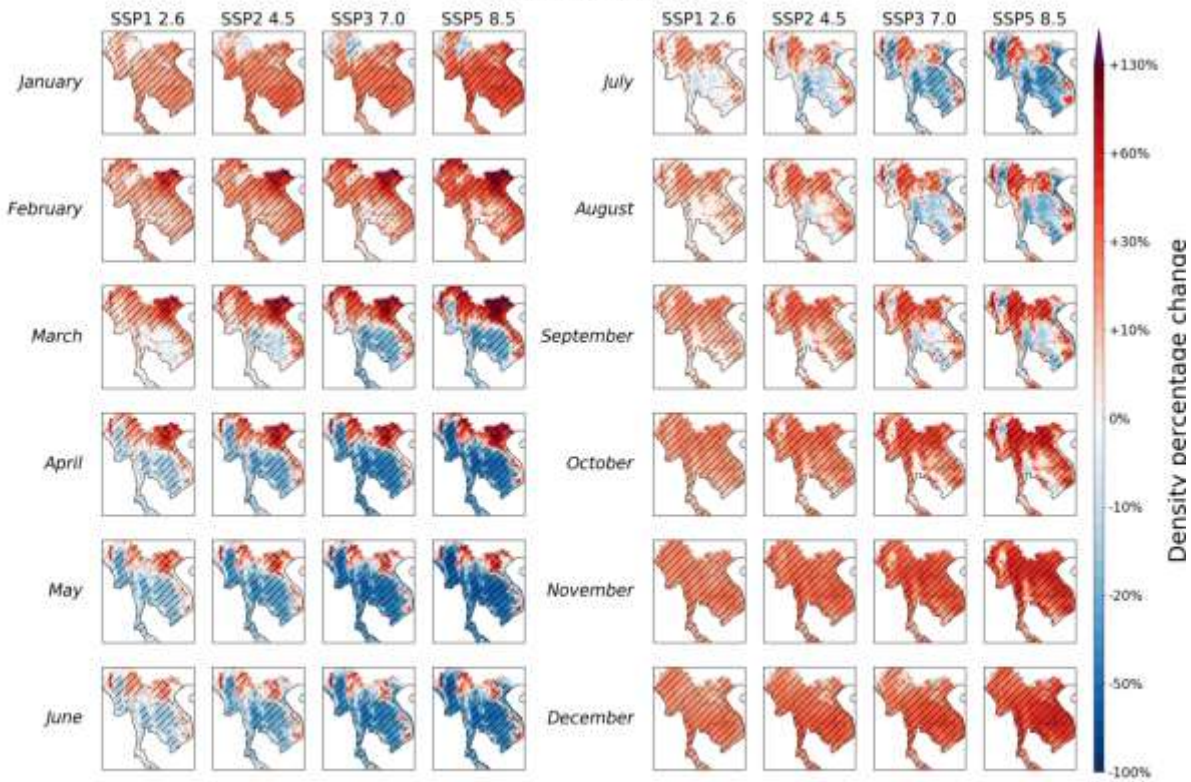 SSP1 2.6 SSP2 4.5 SSP3 7.0 SSP5 8.5 SSP1 2.6 SSP2 4.5 SSP3 7.0 SSP5 8.5
January July
February August
March September
April October
May November
June December
+130%
+60%
+30%
+10%
0%
-10%
-20%
-50%
-100%
Density percentage change